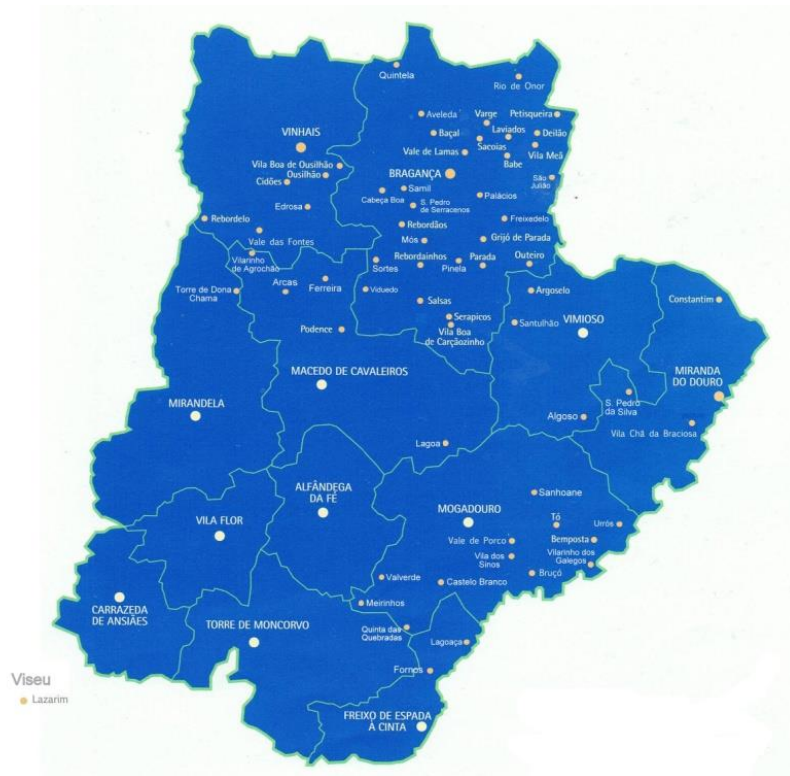 Quintela
Rio de Onor
Aveleda
Varge
Petisqueira
VINHAIS
Baçal
Laviados
Deilão
Sacoias
Vale de Lamas
Babe
Vila Meã
Vila Boa de Ousilhão
Ousilhão
BRAGANÇA
São
Julião
Cidões
Samil
Cabeça Boa
Palácios
S. Pedro
de Serracenos
Edrosa
Rebordelo
Rebordãos
Freixedelo
Vale das Fontes
Mós
Grijó de Parada
Vilarinho
de Agrochão
Sortes
Rebordainhos
Pinela
Parada
Outeiro
Torre de Dona
Chama
Arcas
Ferreira
Viduedo
Argoselo
Salsas
Constantim
Podence
Serapicos
Vila Boa
de Carçãozinho
Santulhão
VIMIOSO
MACEDO DE CAVALEIROS
MIRANDA
DO DOURO
MIRANDELA
S. Pedro
da Silva
Algoso
Vila Chã da Braciosa
Lagoa
ALFÂNDEGA
DA FÉ
Sanhoane
MOGADOURO
VILA FLOR
Tó
Urrós
Vale de Porco
Bemposta
Vila dos
Sinos
Vilarinho dos
Galegos
Bruçó
Valverde
Castelo Branco
CARRAZEDA
DE ANSIÃES
Meirinhos
TORRE DE MONCORVO
Quinta das
Quebradas
Lagoaça
Fornos
Viseu
Lazarim
FREIXO DE ESPADA
À CINTA